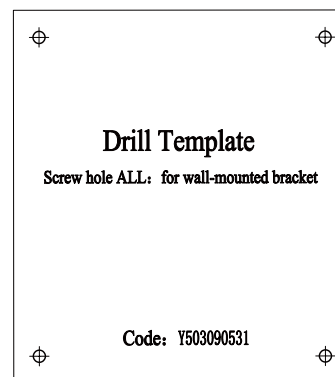 Drill Template
Screw hole ALL: for wall-mounted bracket
Code: Y503090531